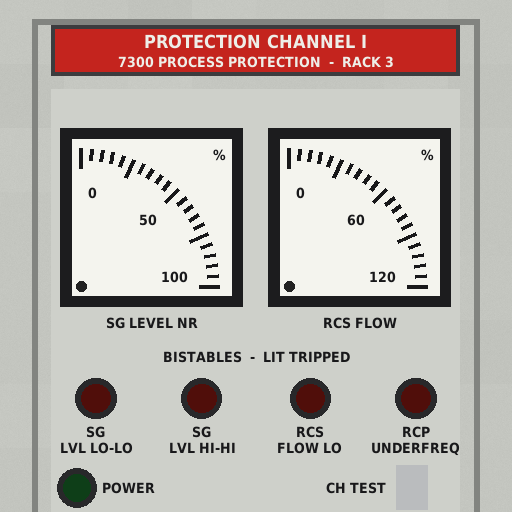 PROTECTION CHANNEL I
7300 PROCESS PROTECTION - RACK 3
%
0
50
100
%
0
60
120
SG LEVEL NR
RCS FLOW
BISTABLES - LIT TRIPPED
SG
LVL LO-LO
SG
LVL HI-HI
RCS
FLOW LO
RCP
UNDERFREQ
POWER
CH TEST